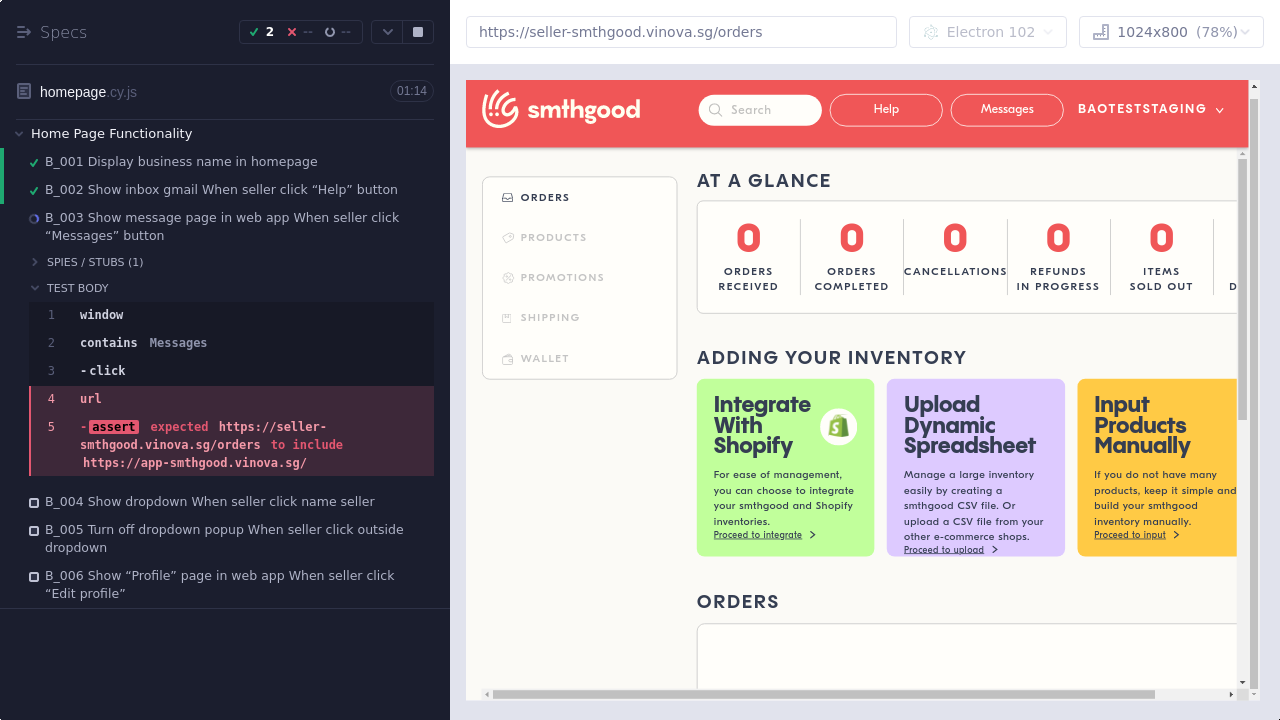 Specs
2
--
--
homepage.cy.js
01:14
Home Page Functionality
B_001 Display business name in homepage
B_002 Show inbox gmail When seller click “Help” button
B_003 Show message page in web app When seller click
“Messages” button
SPIES / STUBS (1)
TEST BODY
1 window
2 contains Messages
3 -click
4 url
5 -assert expected https://seller-
smthgood.vinova.sg/orders to include
https://app-smthgood.vinova.sg/
B_004 Show dropdown When seller click name seller
B_005 Turn off dropdown popup When seller click outside
dropdown
B_006 Show “Profile” page in web app When seller click
“Edit profile”
https://seller-smthgood.vinova.sg/orders
Electron 102
1024x800 (78%)
smthgood
Search
Help
Messages
BAOTESTSTAGING
ORDERS
PRODUCTS
PROMOTIONS
SHIPPING
WALLET
AT A GLANCE
0
ORDERS
RECEIVED
0
ORDERS
COMPLETED
0
CANCELLATIONS
0
REFUNDS
IN PROGRESS
0
ITEMS
SOLD OUT
D
ADDING YOUR INVENTORY
Integrate
With
Shopify
For ease of management,
you can choose to integrate
your smthgood and Shopify
inventories.
Proceed to integrate
Upload
Dynamic
Spreadsheet
Manage a large inventory
easily by creating a
smthgood CSV file. Or
upload a CSV file from your
other e-commerce shops.
Proceed to upload
Input
Products
Manually
If you do not have many
products, keep it simple and
build your smthgood
inventory manually.
Proceed to input
ORDERS